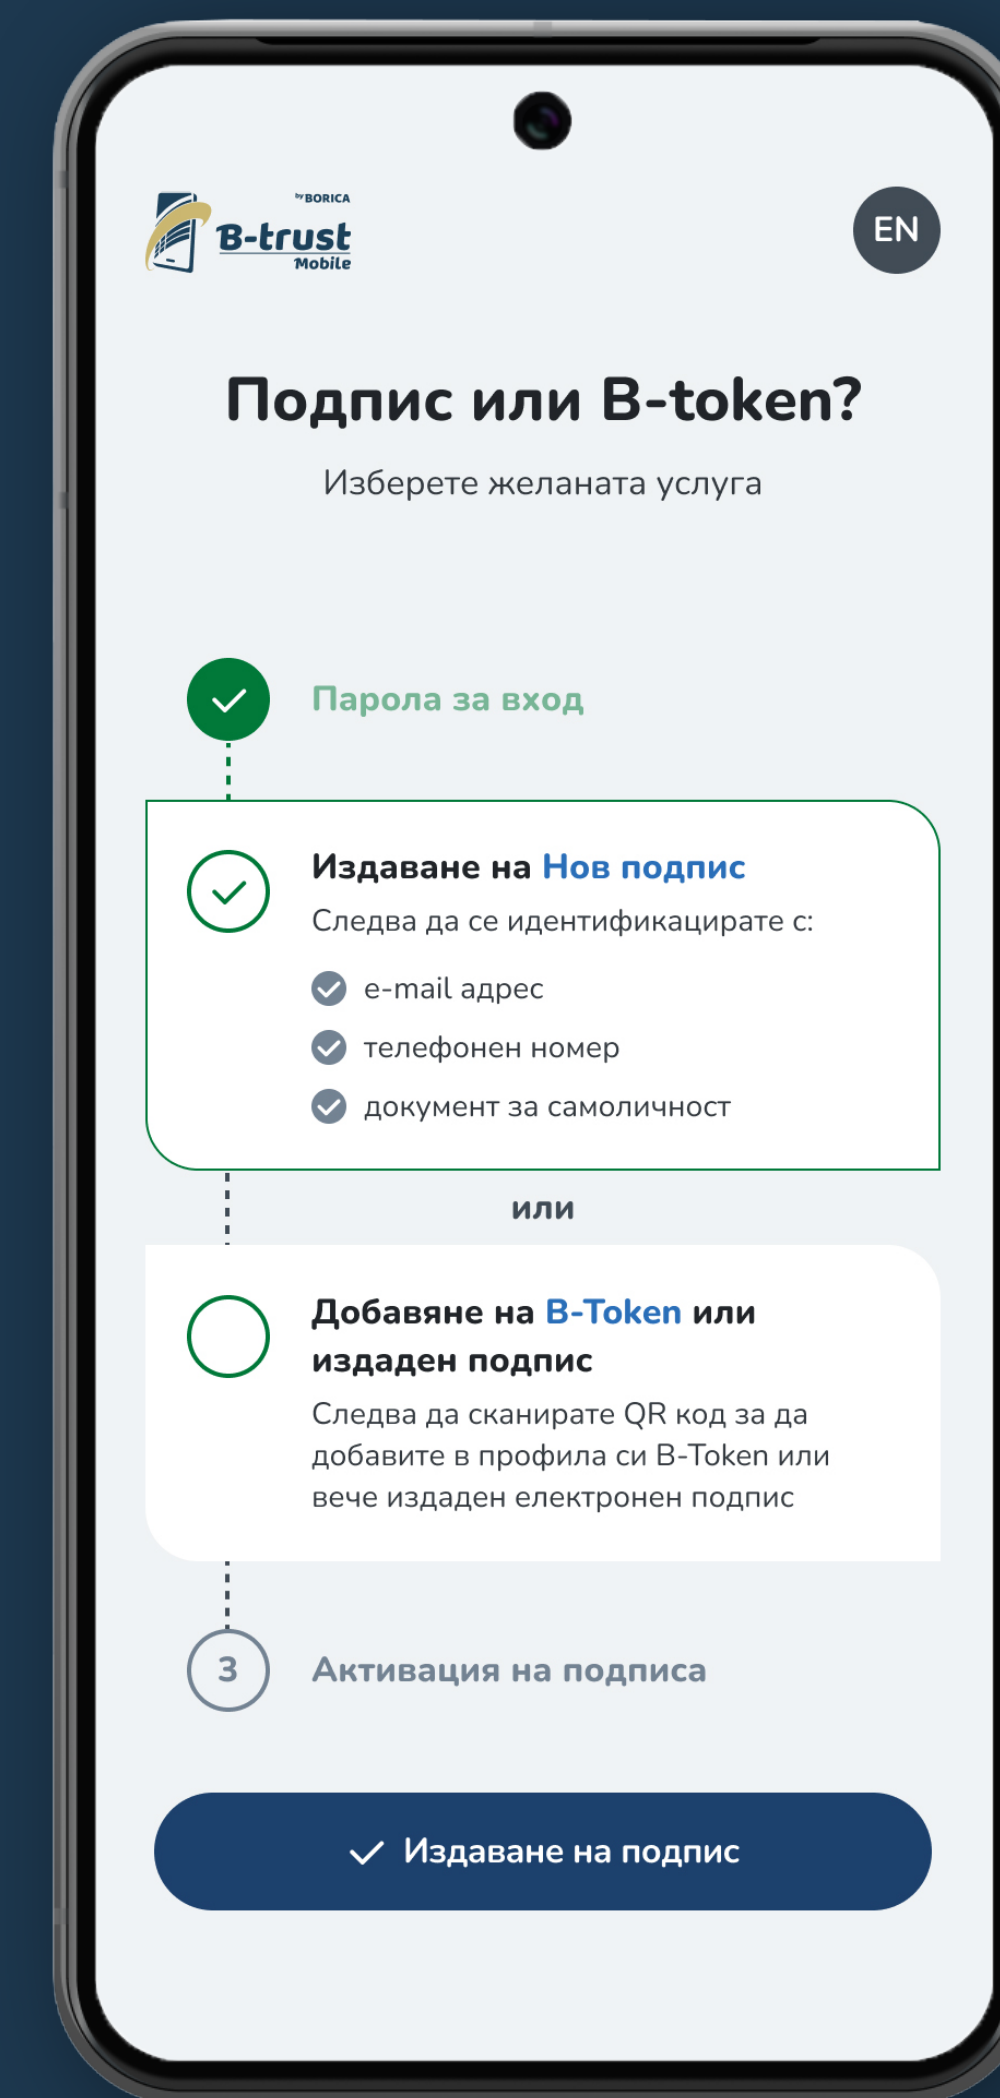 by BORICA
B-trust
Mobile
EN
Подпис или B-token?
Изберете желаната услуга
Парола за вход
Издаване на Нов подпис
Следва да се идентификацирате с:
e-mail адрес
телефонен номер
документ за самоличност
или
Добавяне на B-Token или
издаден подпис
Следва да сканирате QR код за да
добавите в профила си B-Token или
вече издаден електронен подпис
3 Активация на подписа
Издаване на подпис